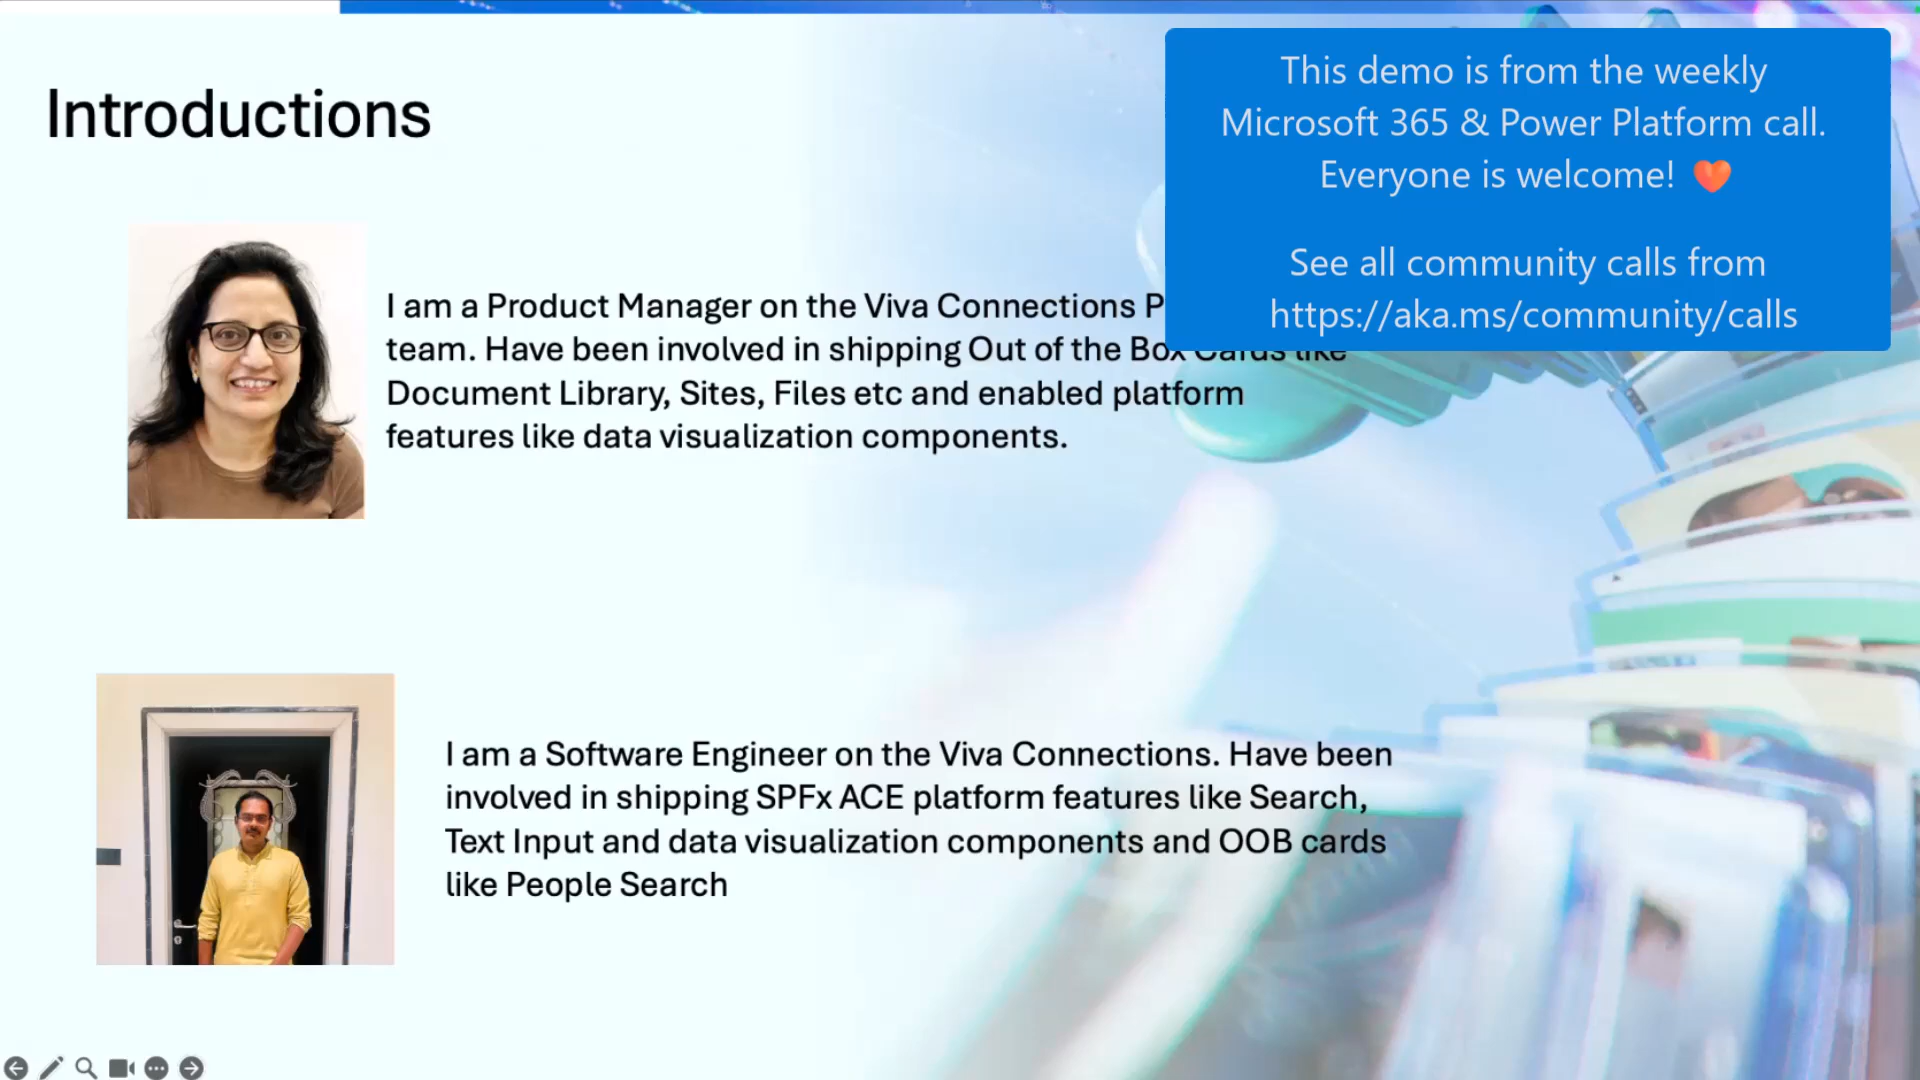 Introductions
This demo is from the weekly
Microsoft 365 & Power Platform call.
Everyone is welcome!
See all community calls from
https://aka.ms/community/calls
I am a Product Manager on the Viva Connections
team. Have been involved in shipping Out of the Box Cards like
Document Library, Sites, Files etc and enabled platform
features like data visualization components.
I am a Software Engineer on the Viva Connections. Have been
involved in shipping SPFx ACE platform features like Search,
Text Input and data visualization components and OOB cards
like People Search